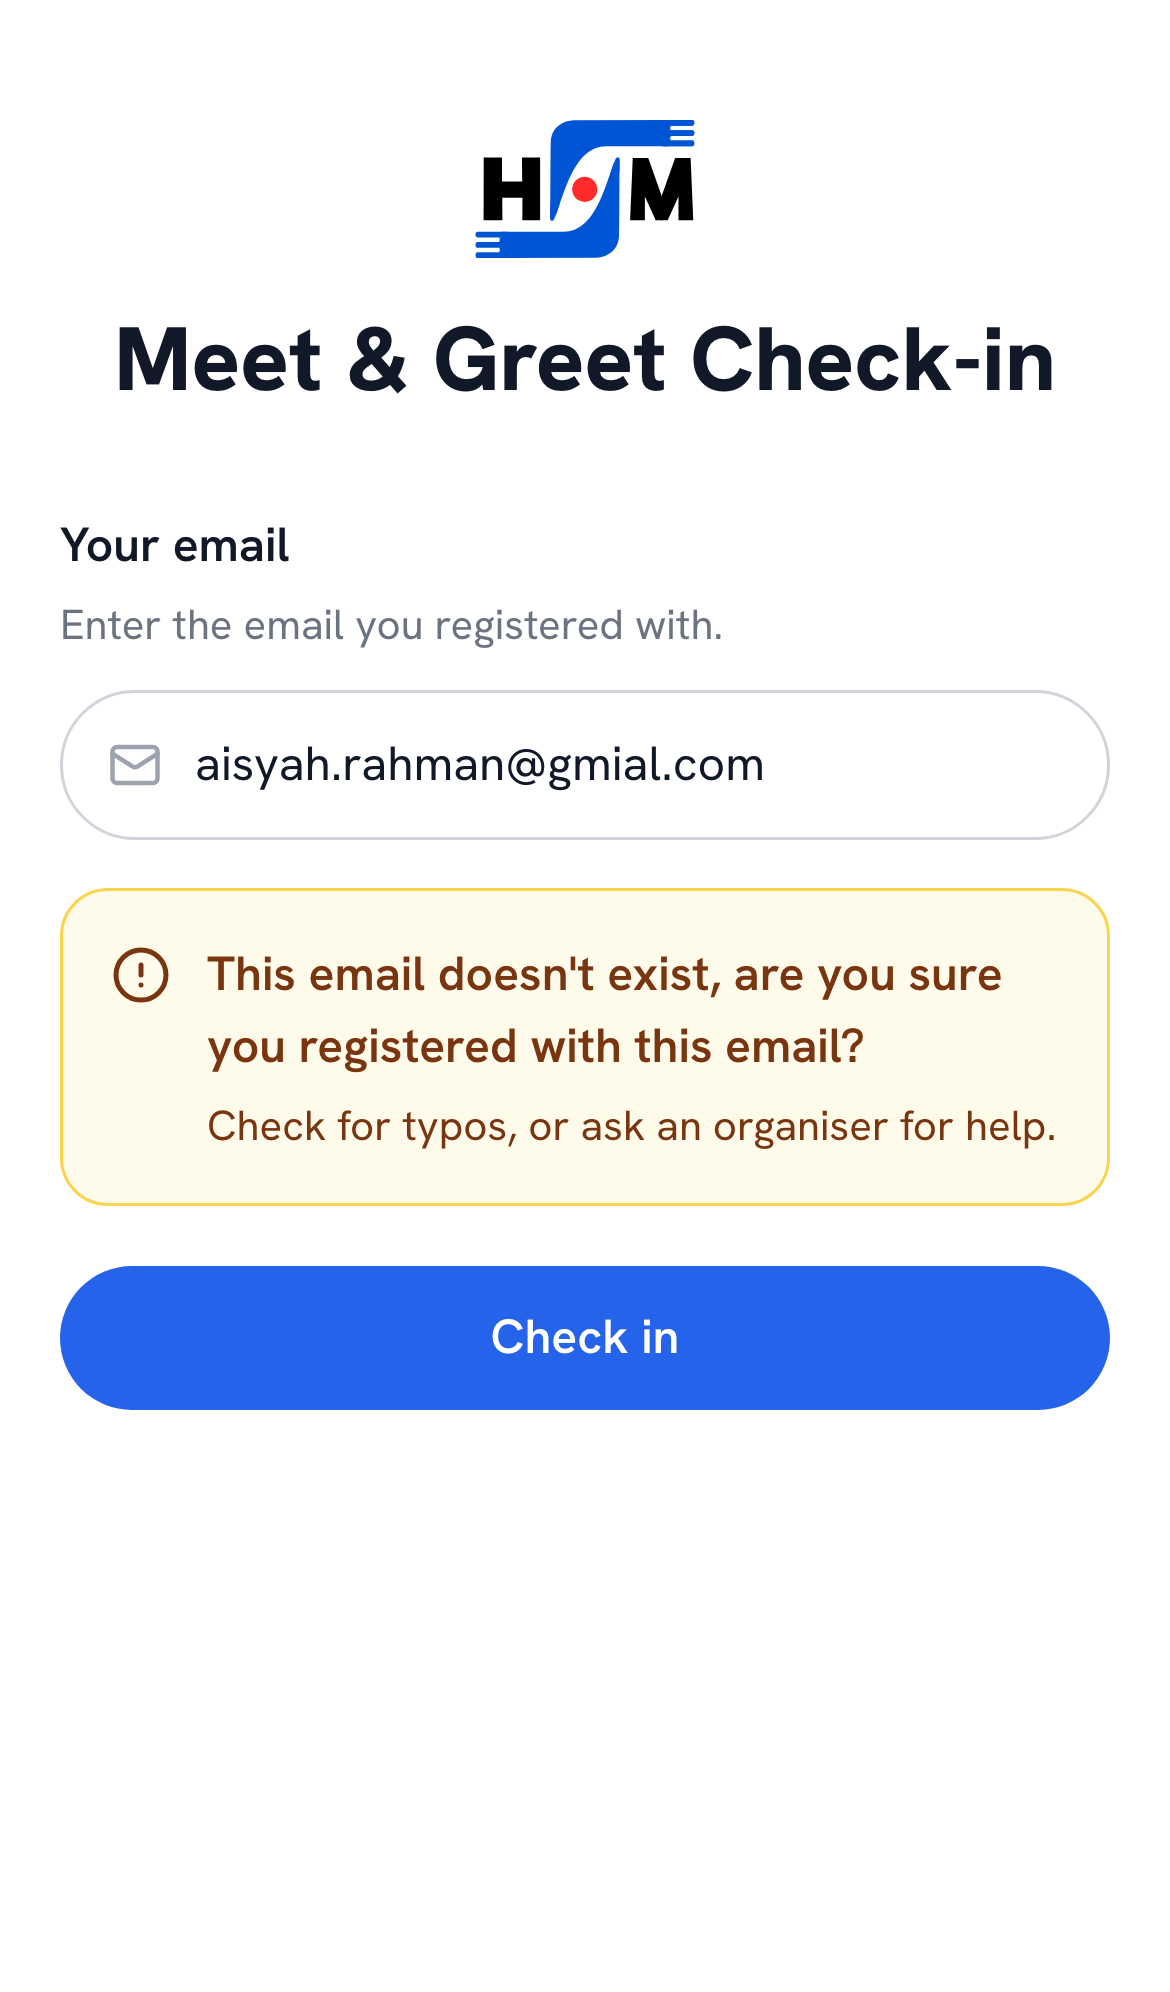 HSM
Meet & Greet Check-in
Your email
Enter the email you registered with.
aisyah.rahman@gmial.com
This email doesn't exist, are you sure
you registered with this email?
Check for typos, or ask an organiser for help.
Check in